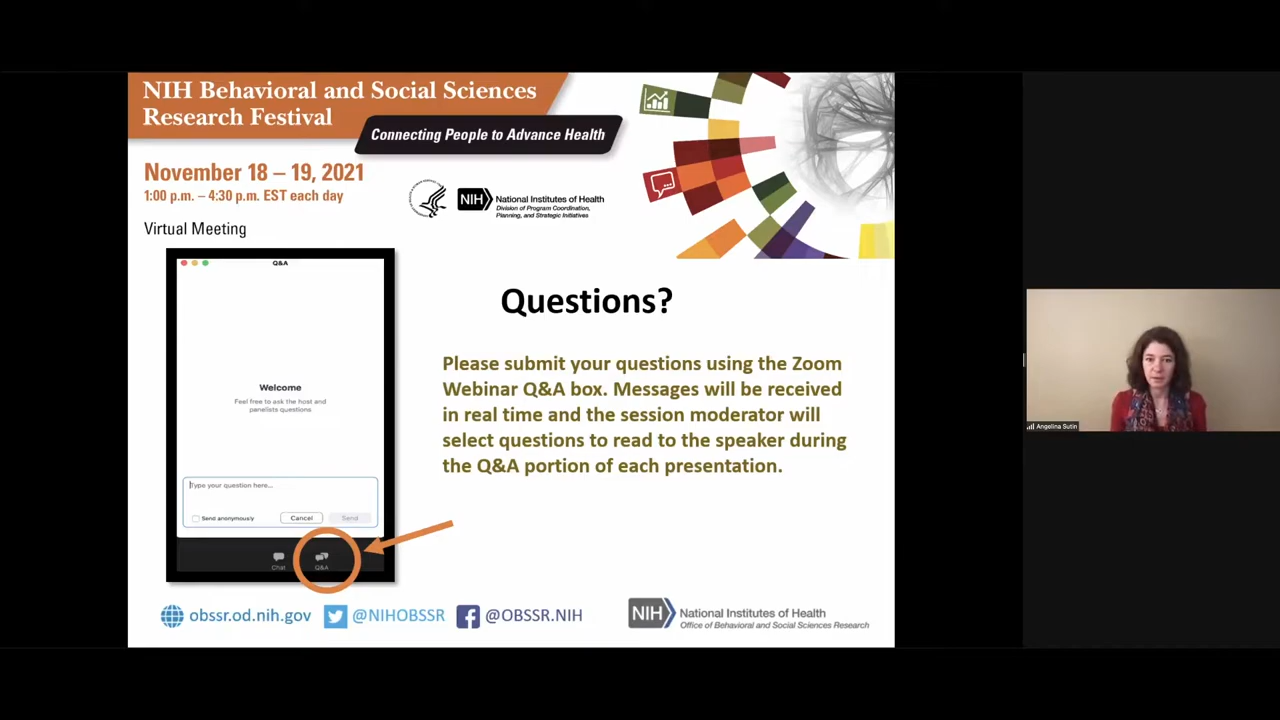 NIH Behavioral and Social Sciences
Research Festival
Connecting People to Advance Health
November 18 – 19, 2021
1:00 p.m. – 4:30 p.m. EST each day
Virtual Meeting
NIH
National Institutes of Health
Division of Program Coordination,
Planning, and Strategic Initiatives
Q&A
Welcome
Feel free to ask the host and
panelists questions
Type your question here...
Send anonymously
Cancel
Send
Chat
Q&A
Questions?
Please submit your questions using the Zoom
Webinar Q&A box. Messages will be received
in real time and the session moderator will
select questions to read to the speaker during
the Q&A portion of each presentation.
obssr.od.nih.gov
@NIHOBSSR
@OBSSR.NIH
NIH
National Institutes of Health
Office of Behavioral and Social Sciences Research
Angelina Sutin